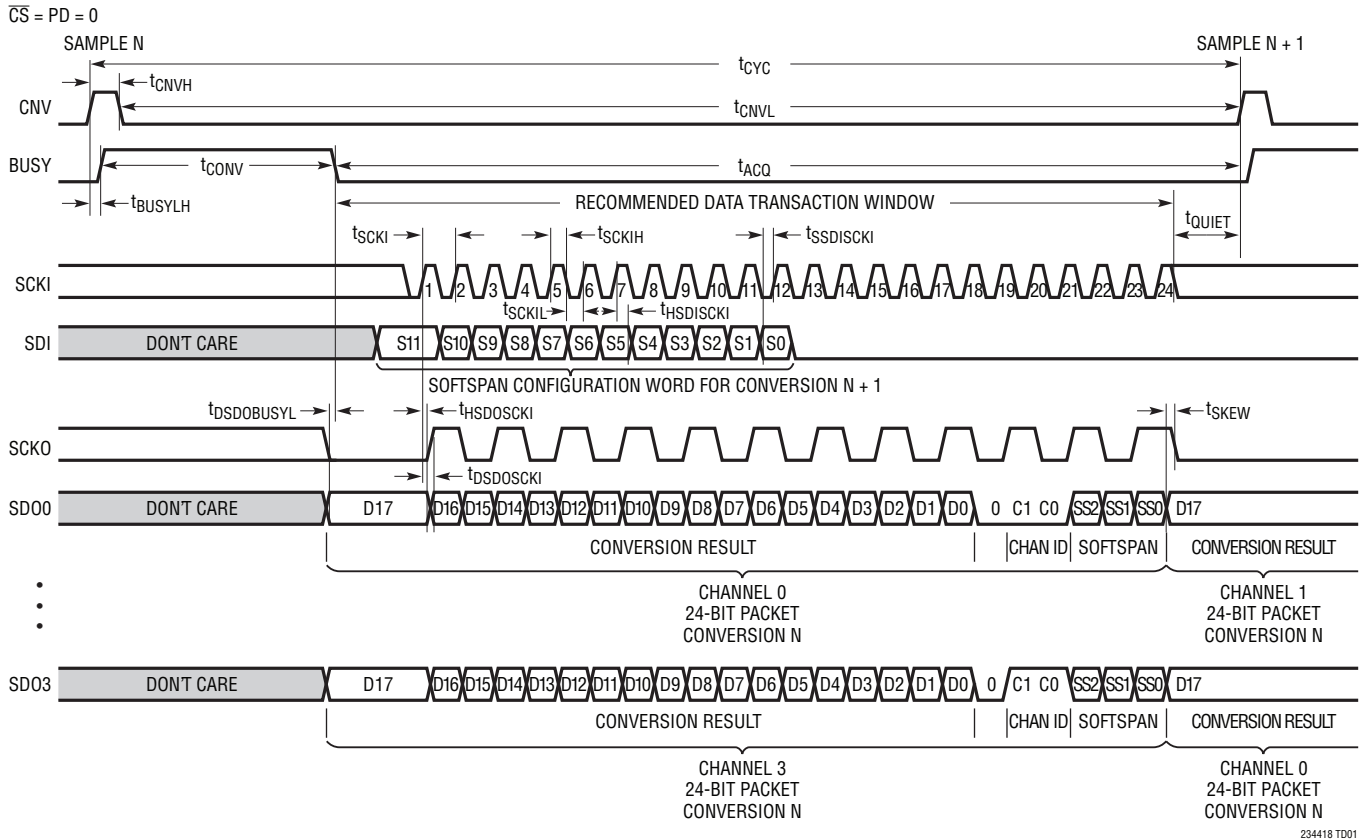 CS = PD = 0
SAMPLE N
SAMPLE N + 1
tCYC
tCNVH
CNV
tCNVL
BUSY
tCONV
tACQ
tBUSYLH
RECOMMENDED DATA TRANSACTION WINDOW
tQUIET
tSCKI
tSCKIH
tSSDISCKI
SCKI
1 2 3 4 5 6 7 8 9 10 11 12 13 14 15 16 17 18 19 20 21 22 23 24
tSCKIL
tHSDISCKI
SDI
DON'T CARE
S11 S10 S9 S8 S7 S6 S5 S4 S3 S2 S1 S0
SOFTSPAN CONFIGURATION WORD FOR CONVERSION N + 1
tDSDOBUSYL
tHSDOSCKI
tSKEW
SCKO
tDSDOSCKI
SDO0
DON'T CARE
D17 D16 D15 D14 D13 D12 D11 D10 D9 D8 D7 D6 D5 D4 D3 D2 D1 D0 0 C1 C0 SS2 SS1 SS0 D17
CONVERSION RESULT
CHAN ID
SOFTSPAN
CONVERSION RESULT
CHANNEL 0
24-BIT PACKET
CONVERSION N
CHANNEL 1
24-BIT PACKET
CONVERSION N
SDO3
DON'T CARE
D17 D16 D15 D14 D13 D12 D11 D10 D9 D8 D7 D6 D5 D4 D3 D2 D1 D0 0 C1 C0 SS2 SS1 SS0 D17
CONVERSION RESULT
CHAN ID
SOFTSPAN
CONVERSION RESULT
CHANNEL 3
24-BIT PACKET
CONVERSION N
CHANNEL 0
24-BIT PACKET
CONVERSION N
234418 TD01